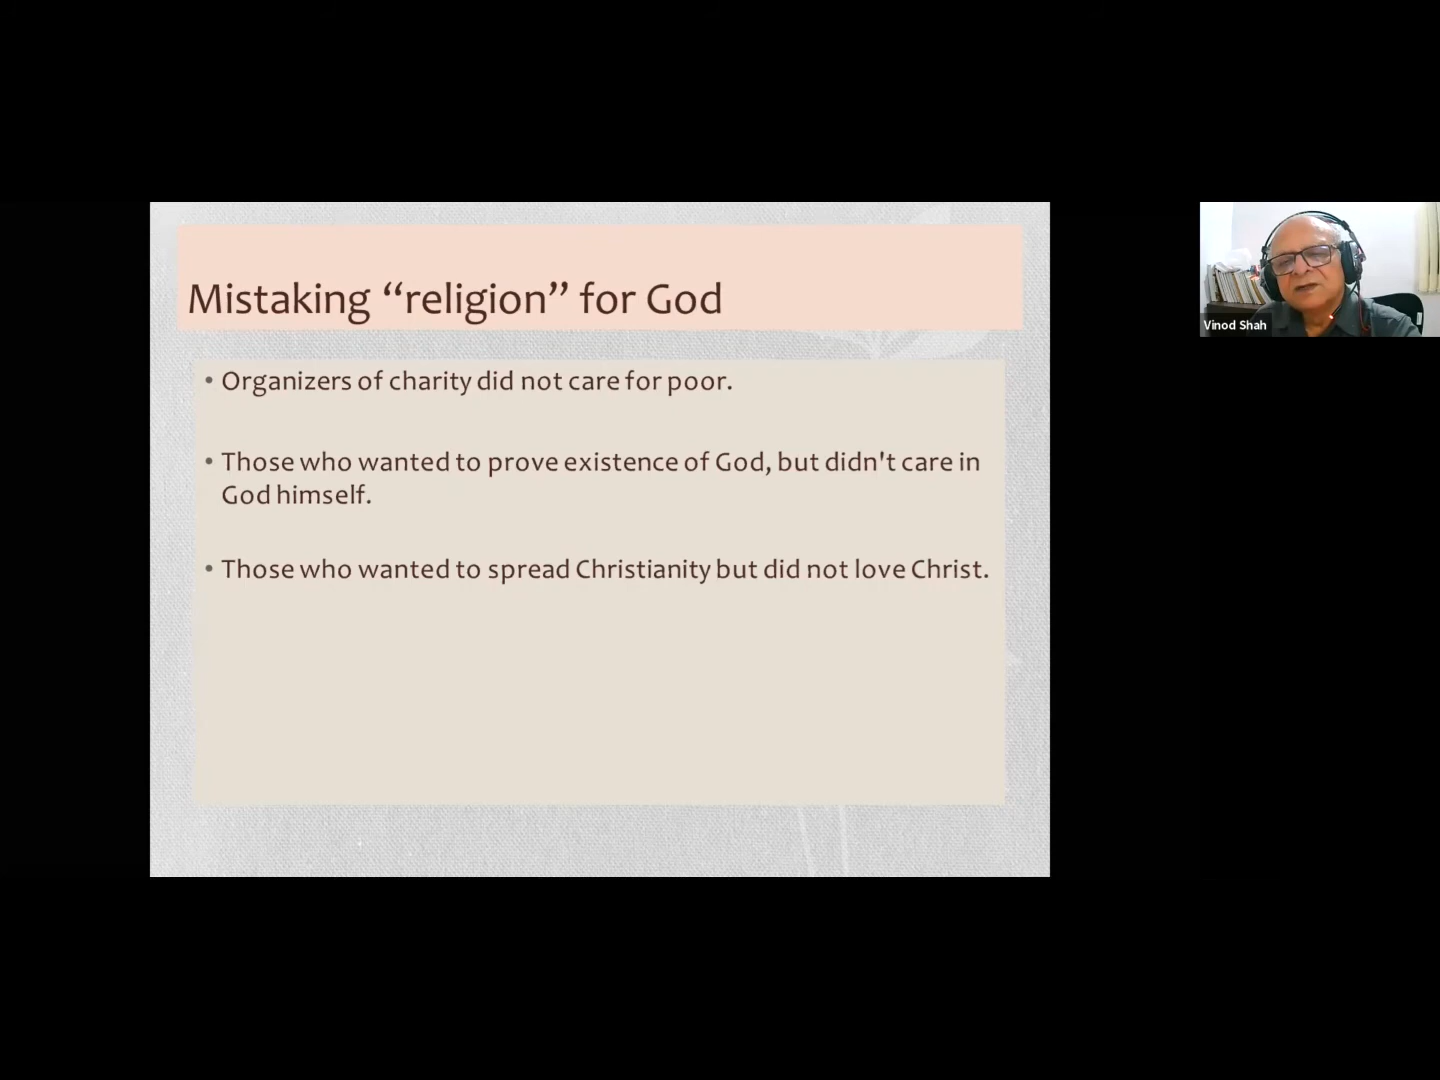 Mistaking “religion” for God
• Organizers of charity did not care for poor.
• Those who wanted to prove existence of God, but didn't care in
God himself.
• Those who wanted to spread Christianity but did not love Christ.
Vinod Shah